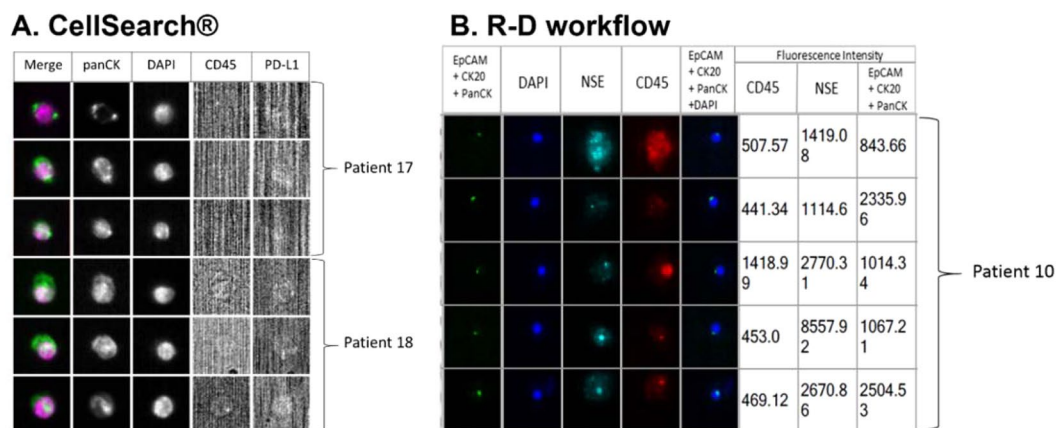 A. CellSearch®
Merge panCK DAPI CD45 PD-L1
Patient 17
Patient 18
B. R-D workflow
EpCAM
+ CK20
+ PanCK
DAPI
NSE
CD45
EpCAM
+ CK20
+ PanCK
+DAPI
Fluorescence Intensity
CD45
NSE
EpCAM
+ CK20
+ PanCK
507.57
1419.0
8
843.66
441.34
1114.6
2335.9
6
1418.9
9
2770.3
1
1014.3
4
453.0
8557.9
2
1067.2
1
469.12
2670.8
6
2504.5
3
Patient 10